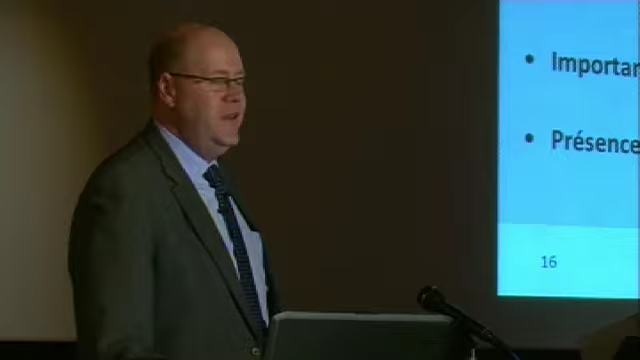 • Importan
• Présence
16